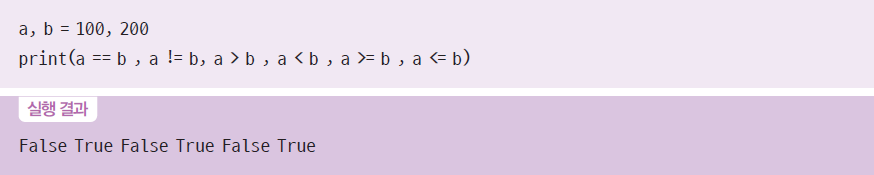 a, b = 100, 200
print(a == b , a != b, a > b , a < b , a >= b , a <= b)
실행 결과
False True False True False True